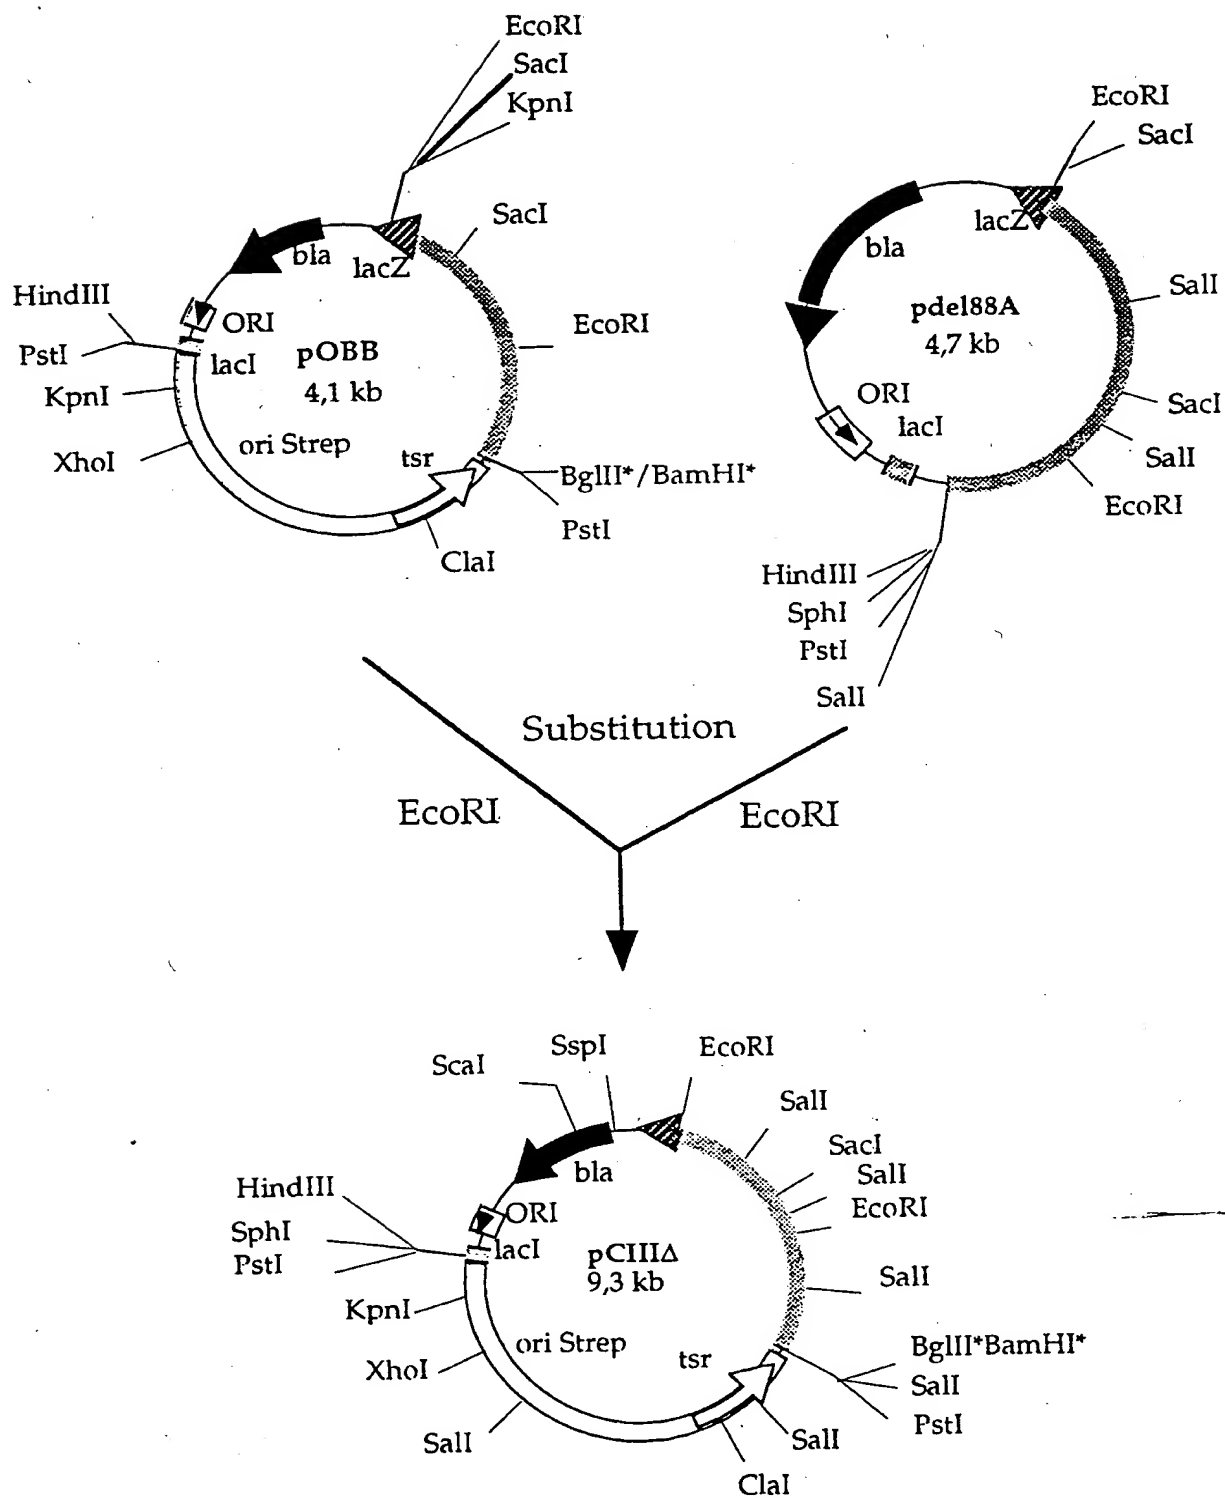 EcoRI
SacI
KpnI
SacI
bla
lacZ
HindIII
ORI
EcoRI
PstI
lacI
pOBB
4,1 kb
KpnI
ori Strep
XhoI
tsr
BglII*/BamHI*
PstI
ClaI
EcoRI
SacI
lacZ
bla
SalI
pdel88A
4,7 kb
ORI
lacI
SacI
SalI
EcoRI
HindIII
SphI
PstI
SalI
Substitution
EcoRI
EcoRI
ScaI
SspI
EcoRI
SalI
SacI
SalI
EcoRI
bla
HindIII
ORI
SphI
lacI
PstI
pCIIIΔ
9,3 kb
SalI
KpnI
ori Strep
tsr
BglII*BamHI*
XhoI
SalI
PstI
SalI
SalI
ClaI